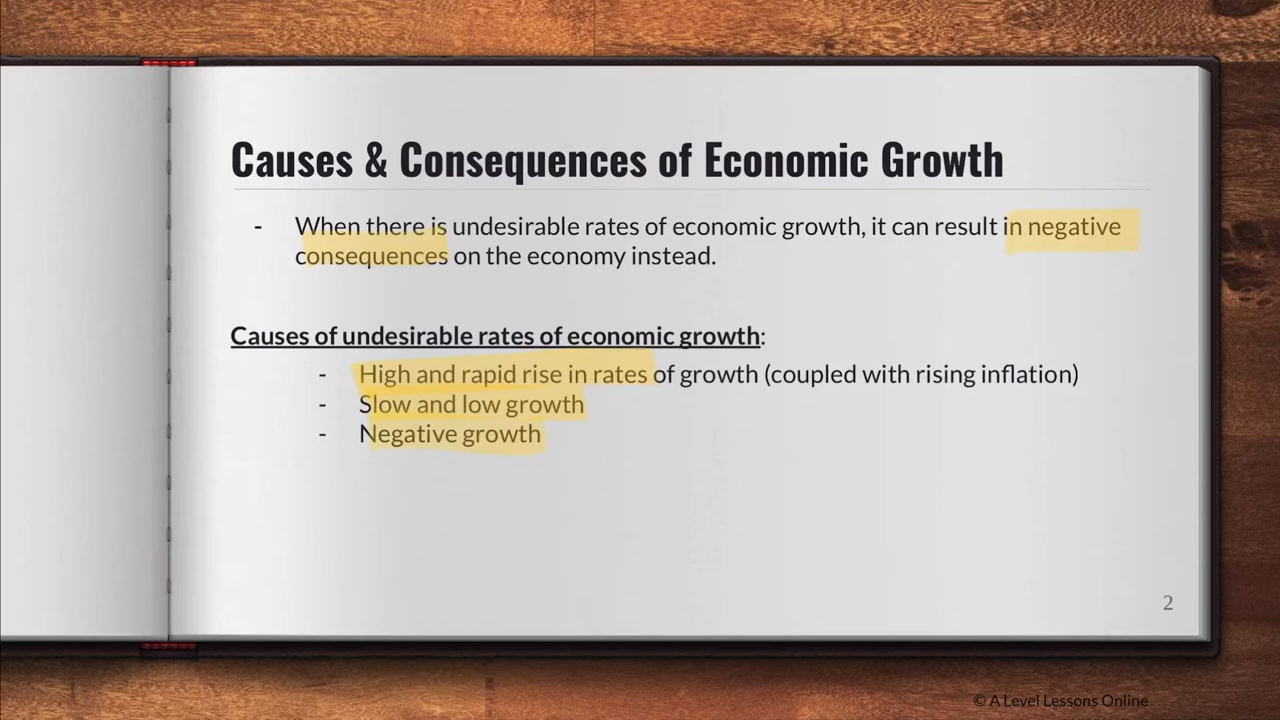 Causes & Consequences of Economic Growth
- When there is undesirable rates of economic growth, it can result in negative
consequences on the economy instead.
Causes of undesirable rates of economic growth:
- High and rapid rise in rates of growth (coupled with rising inflation)
- Slow and low growth
- Negative growth
2
© A Level Lessons Online